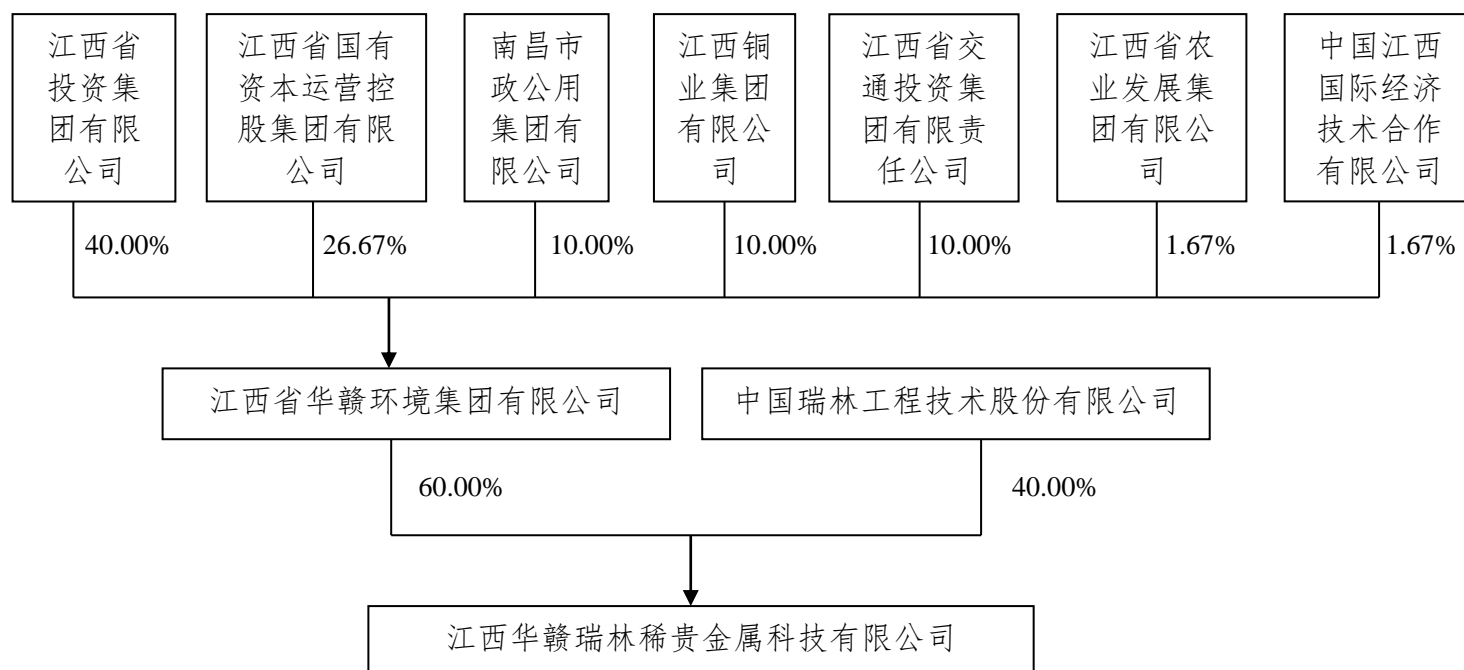 江西省
投资集
团有限
公司
江西省国有
资本运营控
股集团有限
公司
南昌市
政公用
集团有
限公司
江西铜
业集团
有限公
司
江西省交
通投资集
团有限责
任公司
江西省农
业发展集
团有限公
司
中国江西
国际经济
技术合作
有限公司
40.00%
26.67%
10.00%
10.00%
10.00%
1.67%
1.67%
江西省华赣环境集团有限公司
中国瑞林工程技术股份有限公司
60.00%
40.00%
江西华赣瑞林稀贵金属科技有限公司